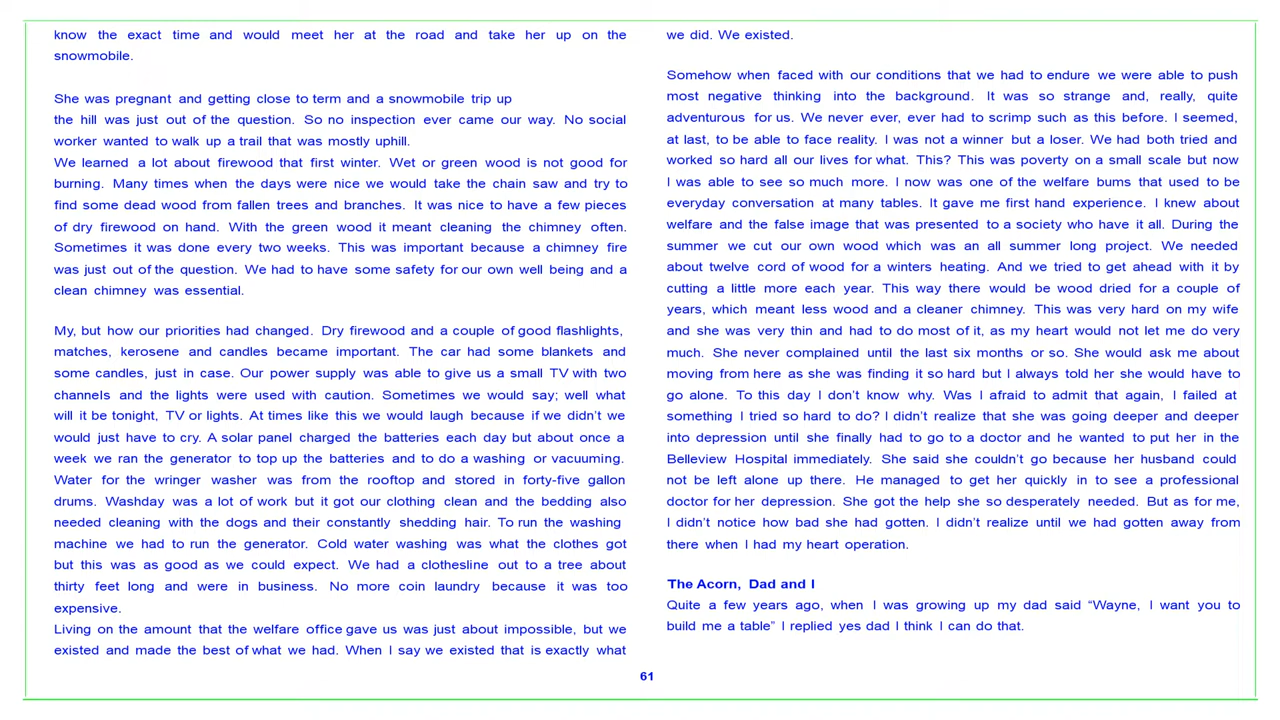 know the exact time and would meet her at the road and take her up on the
snowmobile.
She was pregnant and getting close to term and a snowmobile trip up
the hill was just out of the question. So no inspection ever came our way. No social
worker wanted to walk up a trail that was mostly uphill.
We learned a lot about firewood that first winter. Wet or green wood is not good for
burning. Many times when the days were nice we would take the chain saw and try to
find some dead wood from fallen trees and branches. It was nice to have a few pieces
of dry firewood on hand. With the green wood it meant cleaning the chimney often.
Sometimes it was done every two weeks. This was important because a chimney fire
was just out of the question. We had to have some safety for our own well being and a
clean chimney was essential.
My, but how our priorities had changed. Dry firewood and a couple of good flashlights,
matches, kerosene and candles became important. The car had some blankets and
some candles, just in case. Our power supply was able to give us a small TV with two
channels and the lights were used with caution. Sometimes we would say; well what
will it be tonight, TV or lights. At times like this we would laugh because if we didn't we
would just have to cry. A solar panel charged the batteries each day but about once a
week we ran the generator to top up the batteries and to do a washing or vacuuming.
Water for the wringer washer was from the rooftop and stored in forty-five gallon
drums. Washday was a lot of work but it got our clothing clean and the bedding also
needed cleaning with the dogs and their constantly shedding hair. To run the washing
machine we had to run the generator. Cold water washing was what the clothes got
but this was as good as we could expect. We had a clothesline out to a tree about
thirty feet long and were in business. No more coin laundry because it was too
expensive.
Living on the amount that the welfare office gave us was just about impossible, but we
existed and made the best of what we had. When I say we existed that is exactly what
we did. We existed.
Somehow when faced with our conditions that we had to endure we were able to push
most negative thinking into the background. It was so strange and, really, quite
adventurous for us. We never ever, ever had to scrimp such as this before. I seemed,
at last, to be able to face reality. I was not a winner but a loser. We had both tried and
worked so hard all our lives for what. This? This was poverty on a small scale but now
I was able to see so much more. I now was one of the welfare bums that used to be
everyday conversation at many tables. It gave me first hand experience. I knew about
welfare and the false image that was presented to a society who have it all. During the
summer we cut our own wood which was an all summer long project. We needed
about twelve cord of wood for a winters heating. And we tried to get ahead with it by
cutting a little more each year. This way there would be wood dried for a couple of
years, which meant less wood and a cleaner chimney. This was very hard on my wife
and she was very thin and had to do most of it, as my heart would not let me do very
much. She never complained until the last six months or so. She would ask me about
moving from here as she was finding it so hard but I always told her she would have to
go alone. To this day I don't know why. Was I afraid to admit that again, I failed at
something I tried so hard to do? I didn't realize that she was going deeper and deeper
into depression until she finally had to go to a doctor and he wanted to put her in the
Belleview Hospital immediately. She said she couldn't go because her husband could
not be left alone up there. He managed to get her quickly in to see a professional
doctor for her depression. She got the help she so desperately needed. But as for me,
I didn't notice how bad she had gotten. I didn't realize until we had gotten away from
there when I had my heart operation.
The Acorn, Dad and I
Quite a few years ago, when I was growing up my dad said “Wayne, I want you to
build me a table” I replied yes dad I think I can do that.
61